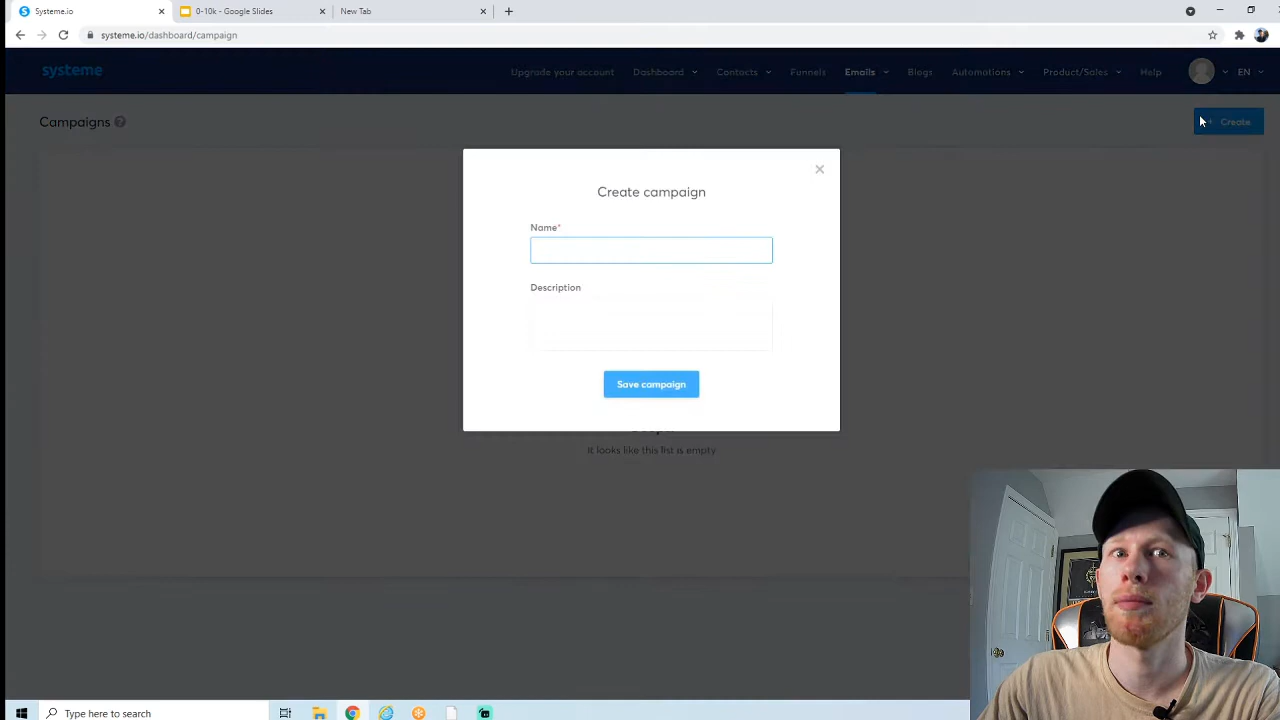 Systeme.io
0-10k - Google Slides
New Tab
systeme.io/dashboard/campaign
systeme
Upgrade your account
Dashboard
Contacts
Funnels
Emails
Blogs
Automations
Product/Sales
Help
EN
Campaigns ?
+ Create
Create campaign
Name*
Description
Save campaign
It looks like this list is empty
Type here to search